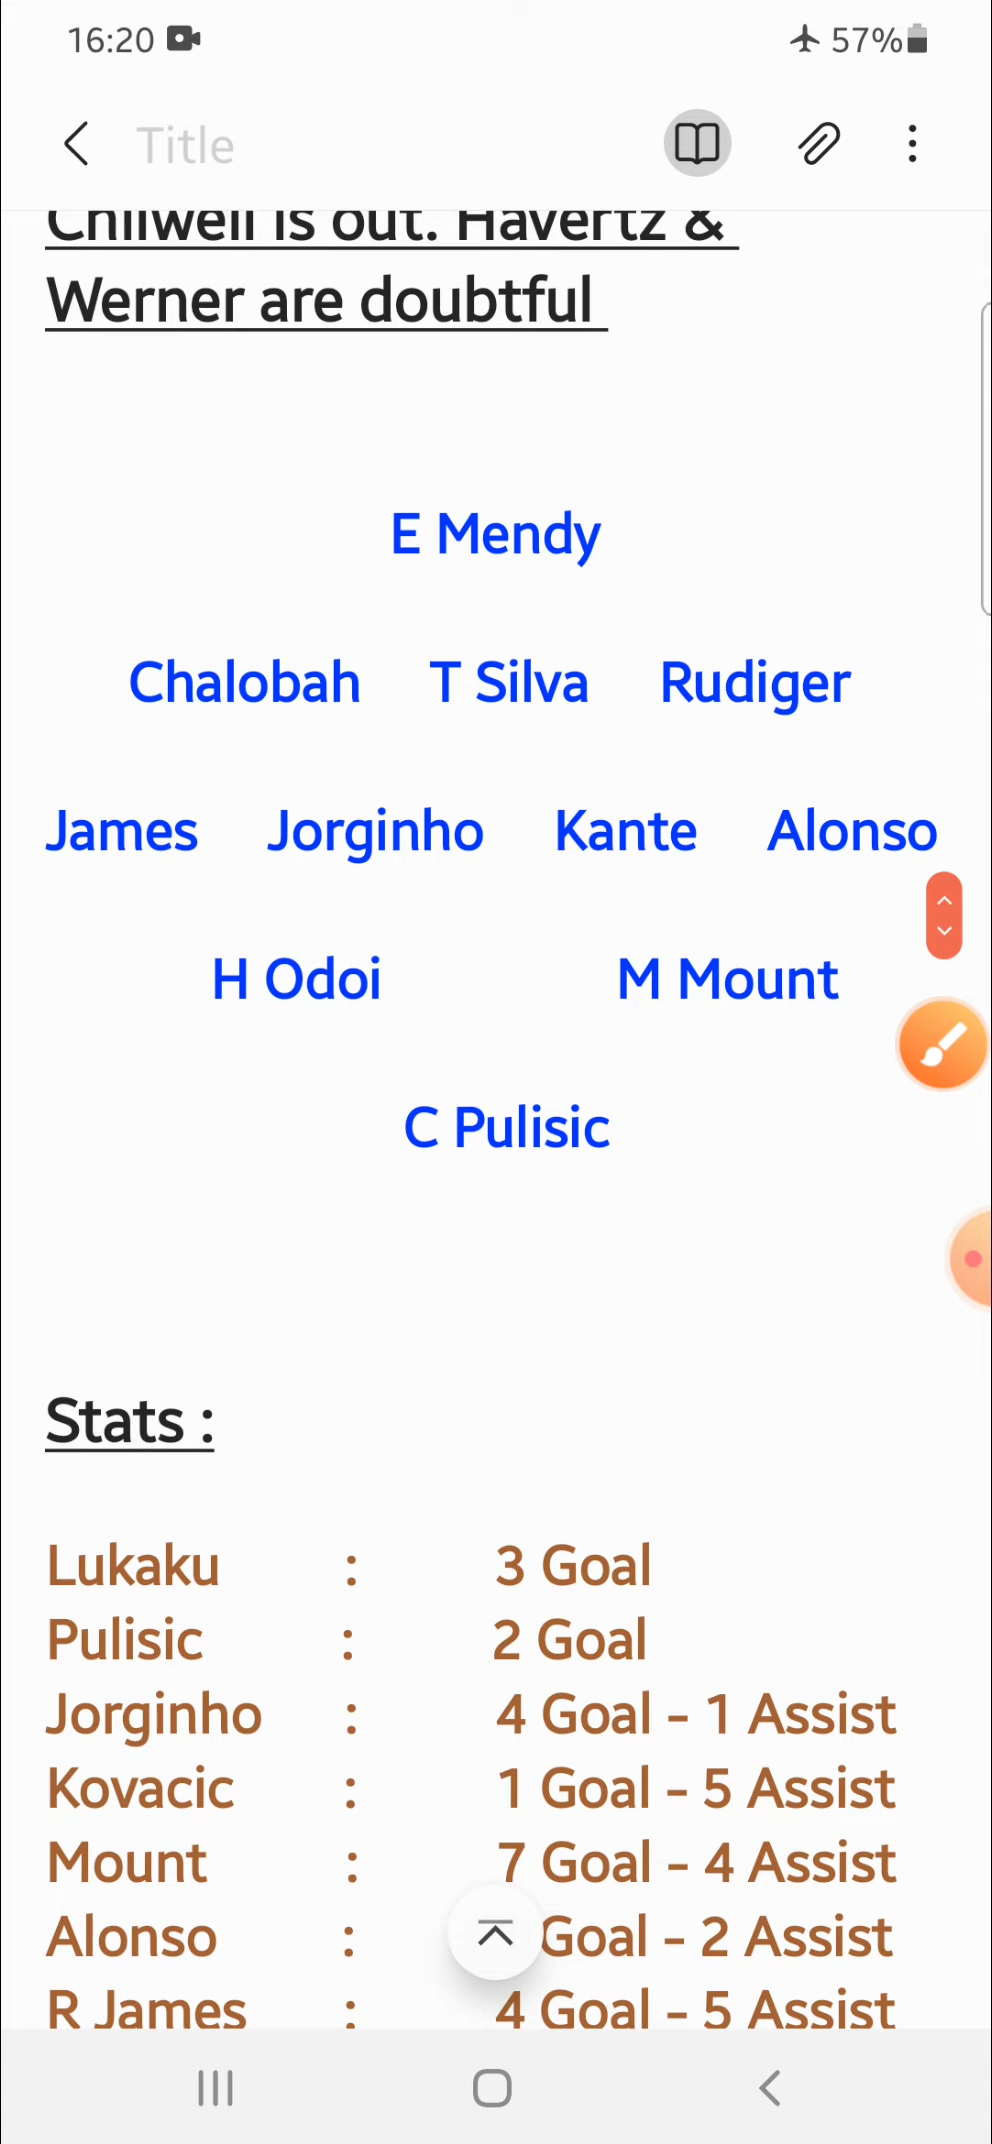 16:20 57%
Title
Chilwell is out. Havertz &
Werner are doubtful
E Mendy
Chalobah T Silva Rudiger
James Jorginho Kante Alonso
H Odoi M Mount
C Pulisic
Stats :
Lukaku : 3 Goal
Pulisic : 2 Goal
Jorginho : 4 Goal - 1 Assist
Kovacic : 1 Goal - 5 Assist
Mount : 7 Goal - 4 Assist
Alonso : Goal - 2 Assist
R James : 4 Goal - 5 Assist